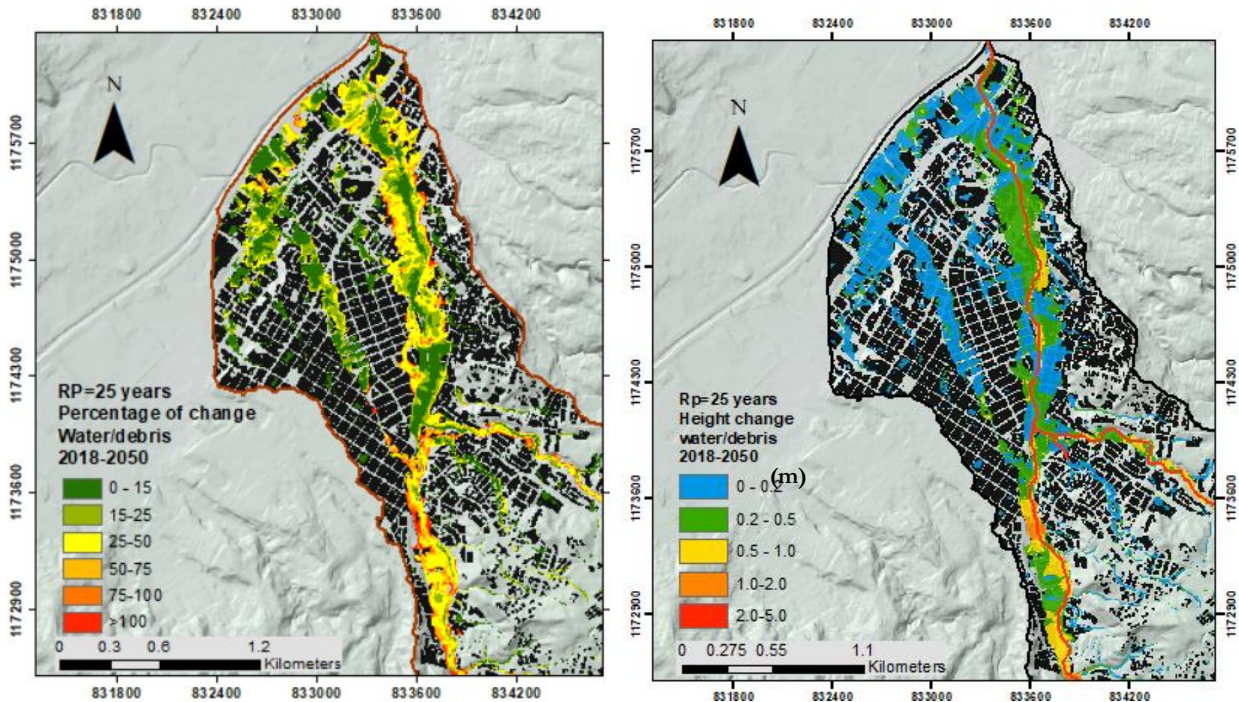 831800 832400 833000 833600 834200
N
1175700
1175000
1174300
1173600
1172900
RP=25 years
Percentage of change
Water/debris
2018-2050
0 - 15
15-25
25-50
50-75
75-100
>100
0 0.3 0.6 1.2
Kilometers
831800 832400 833000 833600 834200
831800 832400 833000 833600 834200
N
1175700
1175000
1174300
1173600
1172900
Rp=25 years
Height change
water/debris
2018-2050
(m)
0 - 0.2
0.2 - 0.5
0.5 - 1.0
1.0-2.0
2.0-5.0
0 0.275 0.55 1.1
Kilometers
1175700
1175000
1174300
1173600
1172900
831800 832400 833000 833600 834200